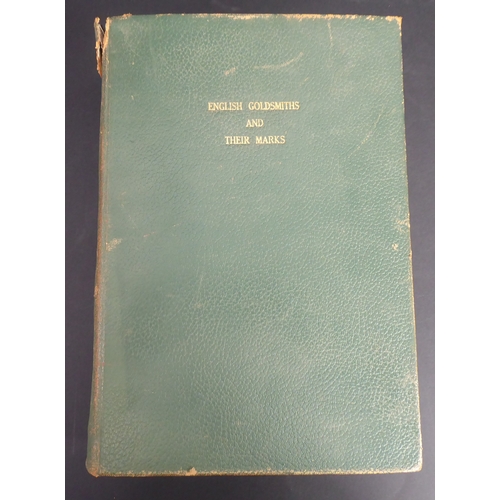 ENGLISH GOLDSMITHS
AND
THEIR MARKS